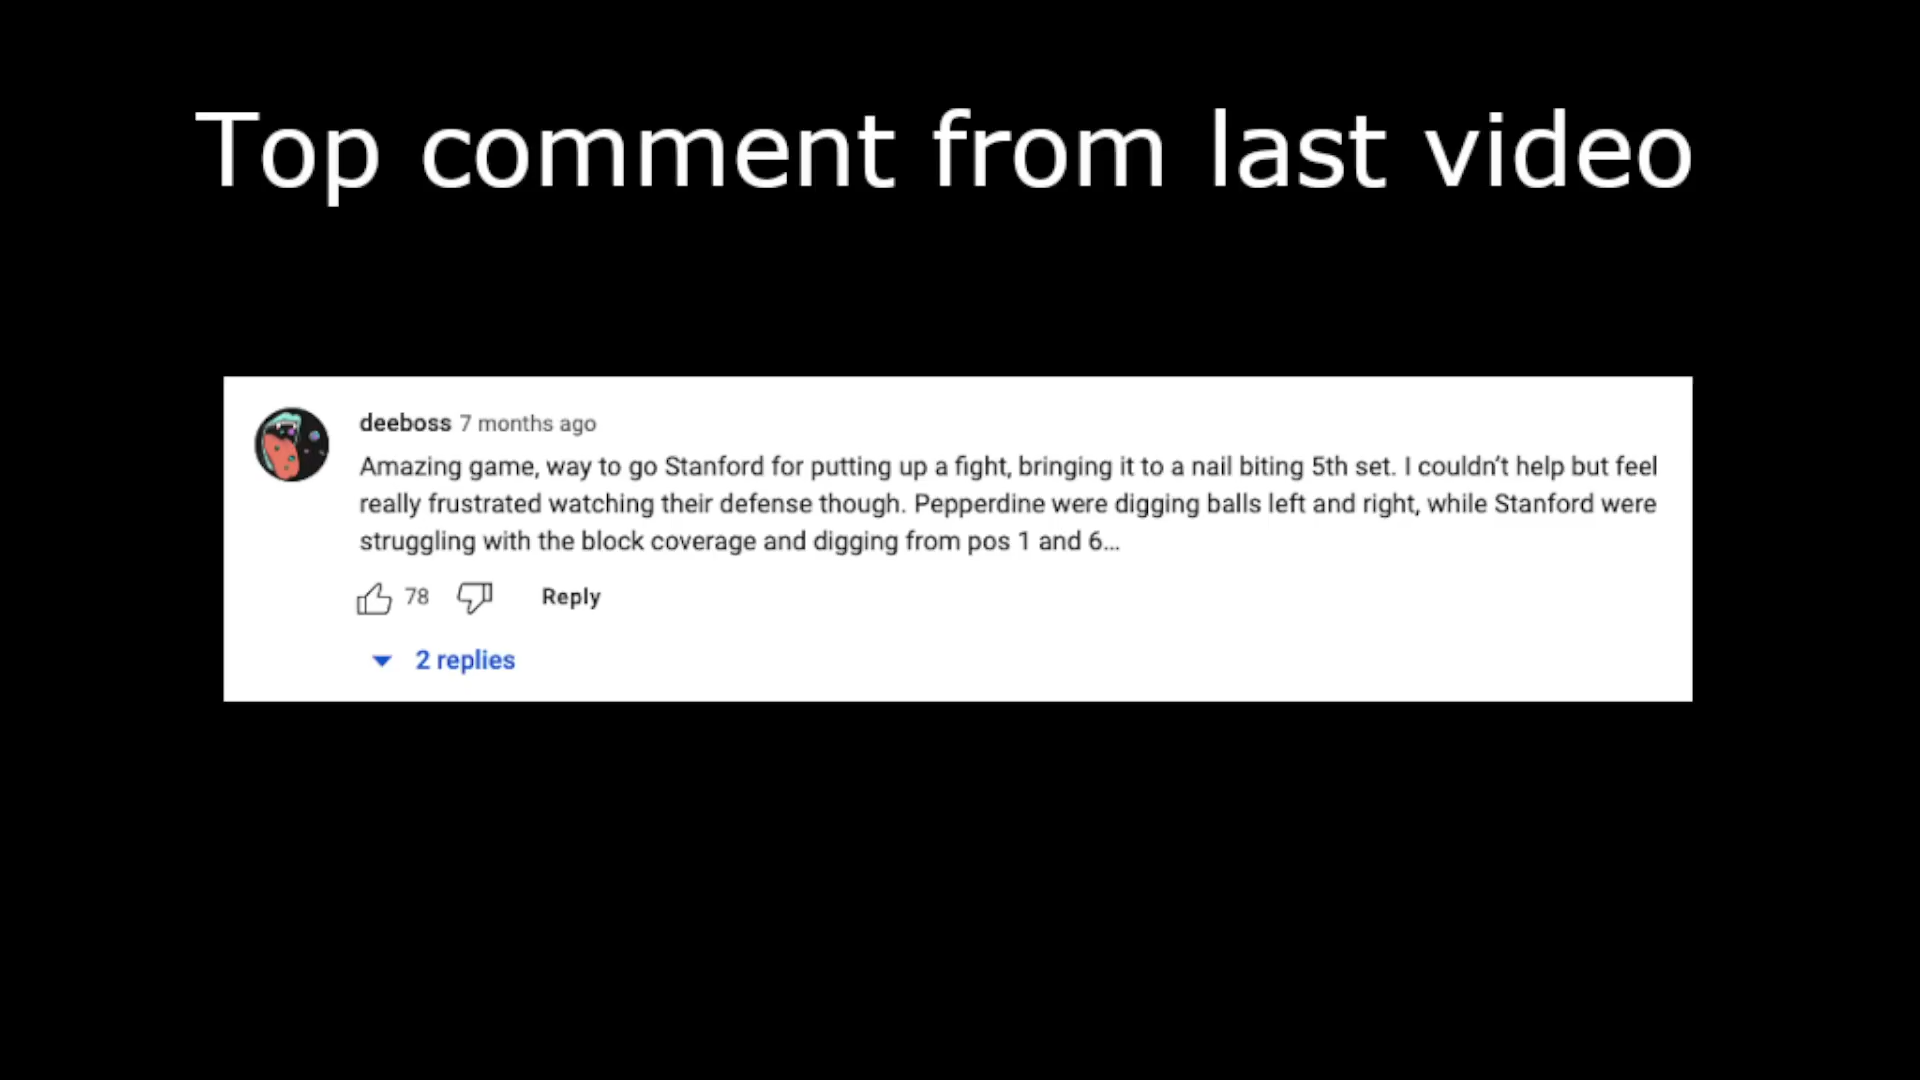 Top comment from last video
deeboss 7 months ago
Amazing game, way to go Stanford for putting up a fight, bringing it to a nail biting 5th set. I couldn't help but feel
really frustrated watching their defense though. Pepperdine were digging balls left and right, while Stanford were
struggling with the block coverage and digging from pos 1 and 6...
78 Reply
2 replies